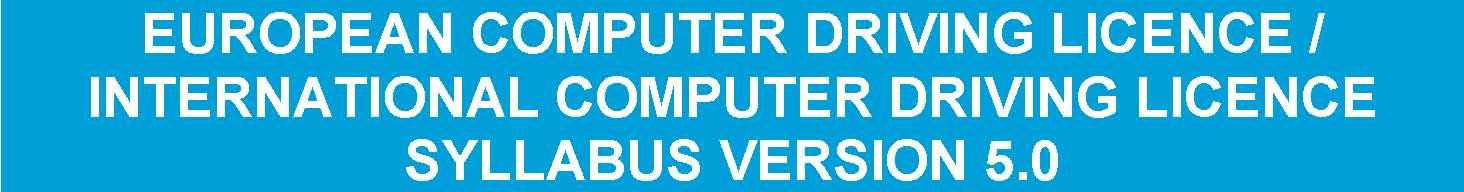 EUROPEAN COMPUTER DRIVING LICENCE /
INTERNATIONAL COMPUTER DRIVING LICENCE
SYLLABUS VERSION 5.0